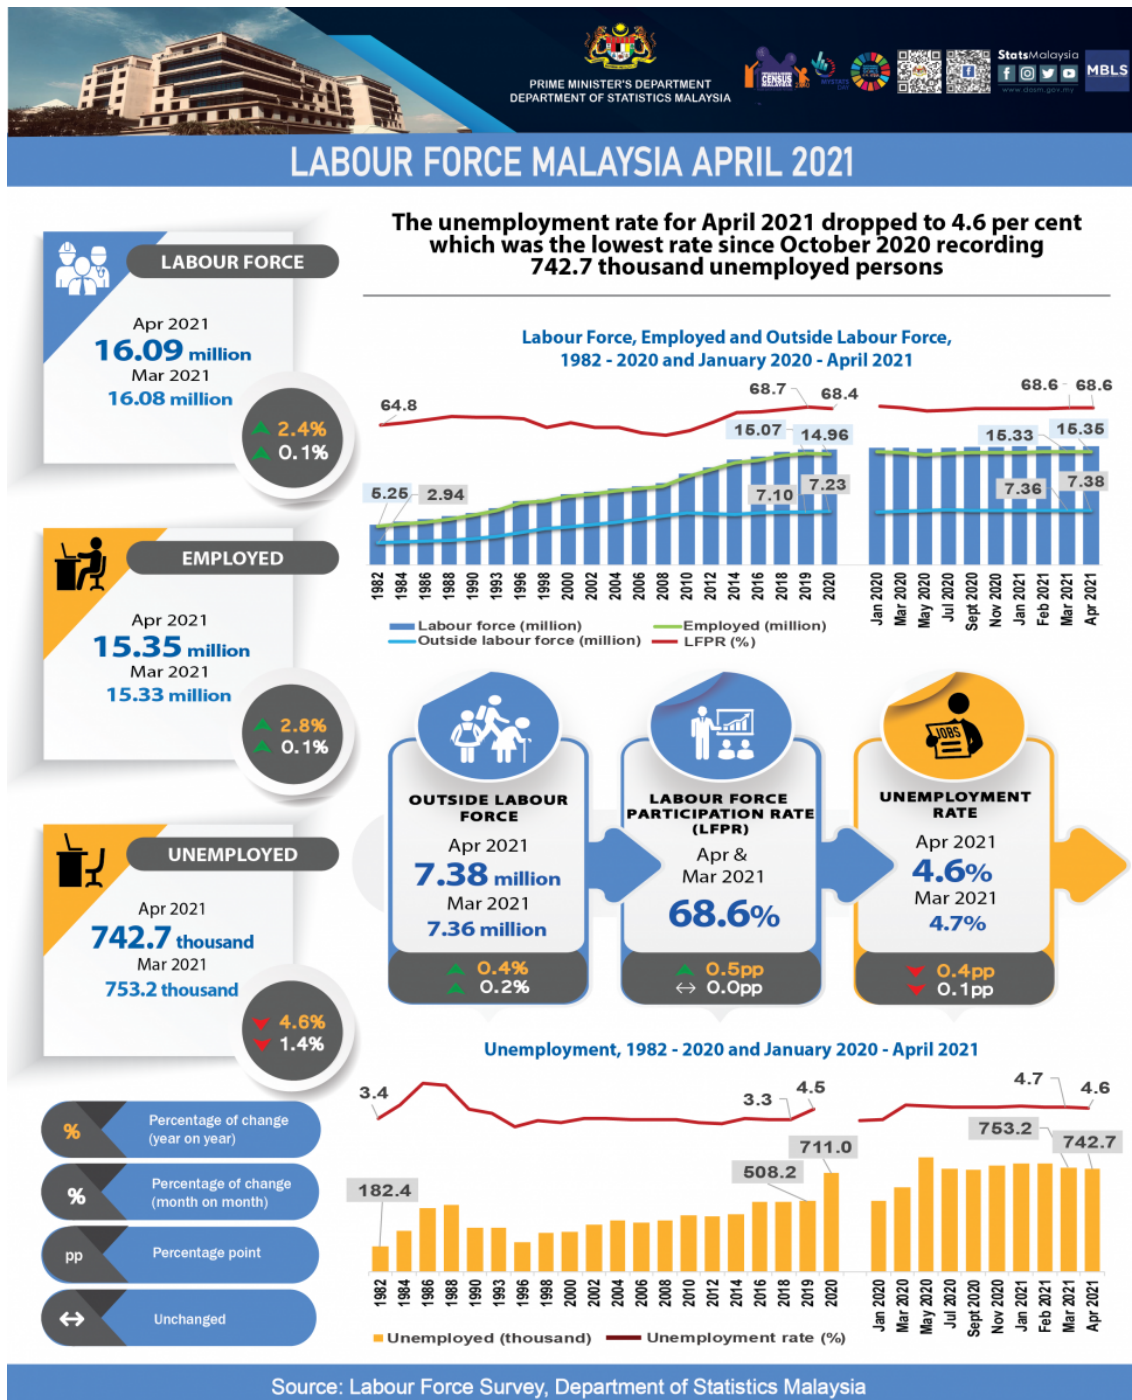 PRIME MINISTER'S DEPARTMENT
DEPARTMENT OF STATISTICS MALAYSIA
CENSUS
StatsMalaysia
www.dosm.gov.my
MBLS
LABOUR FORCE MALAYSIA APRIL 2021
The unemployment rate for April 2021 dropped to 4.6 per cent
which was the lowest rate since October 2020 recording
742.7 thousand unemployed persons
LABOUR FORCE
Apr 2021
16.09 million
Mar 2021
16.08 million
2.4%
0.1%
EMPLOYED
Apr 2021
15.35 million
Mar 2021
15.33 million
2.8%
0.1%
UNEMPLOYED
Apr 2021
742.7 thousand
Mar 2021
753.2 thousand
4.6%
1.4%
% Percentage of change
(year on year)
% Percentage of change
(month on month)
pp Percentage point
Unchanged
Labour Force, Employed and Outside Labour Force,
1982 - 2020 and January 2020 - April 2021
64.8 68.7 68.4 68.6 68.6
15.07 14.96 15.33 15.35
5.25 2.94 7.10 7.23 7.36 7.38
1982 1984 1986 1988 1990 1993 1996 1998 2000 2002 2004 2006 2008 2010 2012 2014 2016 2018 2019 2020 Jan 2020 Mar 2020 May 2020 Jul 2020 Sept 2020 Nov 2020 Jan 2021 Feb 2021 Mar 2021 Apr 2021
Labour force (million) Employed (million)
Outside labour force (million) LFPR (%)
OUTSIDE LABOUR
FORCE
Apr 2021
7.38 million
Mar 2021
7.36 million
0.4%
0.2%
LABOUR FORCE
PARTICIPATION RATE
(LFPR)
Apr &
Mar 2021
68.6%
0.5pp
0.0pp
JOBS
UNEMPLOYMENT
RATE
Apr 2021
4.6%
Mar 2021
4.7%
0.4pp
0.1pp
Unemployment, 1982 - 2020 and January 2020 - April 2021
3.4 3.3 4.5 4.7 4.6
182.4 508.2 711.0 753.2 742.7
1982 1984 1986 1988 1990 1993 1996 1998 2000 2002 2004 2006 2008 2010 2012 2014 2016 2018 2019 2020 Jan 2020 Mar 2020 May 2020 Jul 2020 Sept 2020 Nov 2020 Jan 2021 Feb 2021 Mar 2021 Apr 2021
Unemployed (thousand) Unemployment rate (%)
Source: Labour Force Survey, Department of Statistics Malaysia